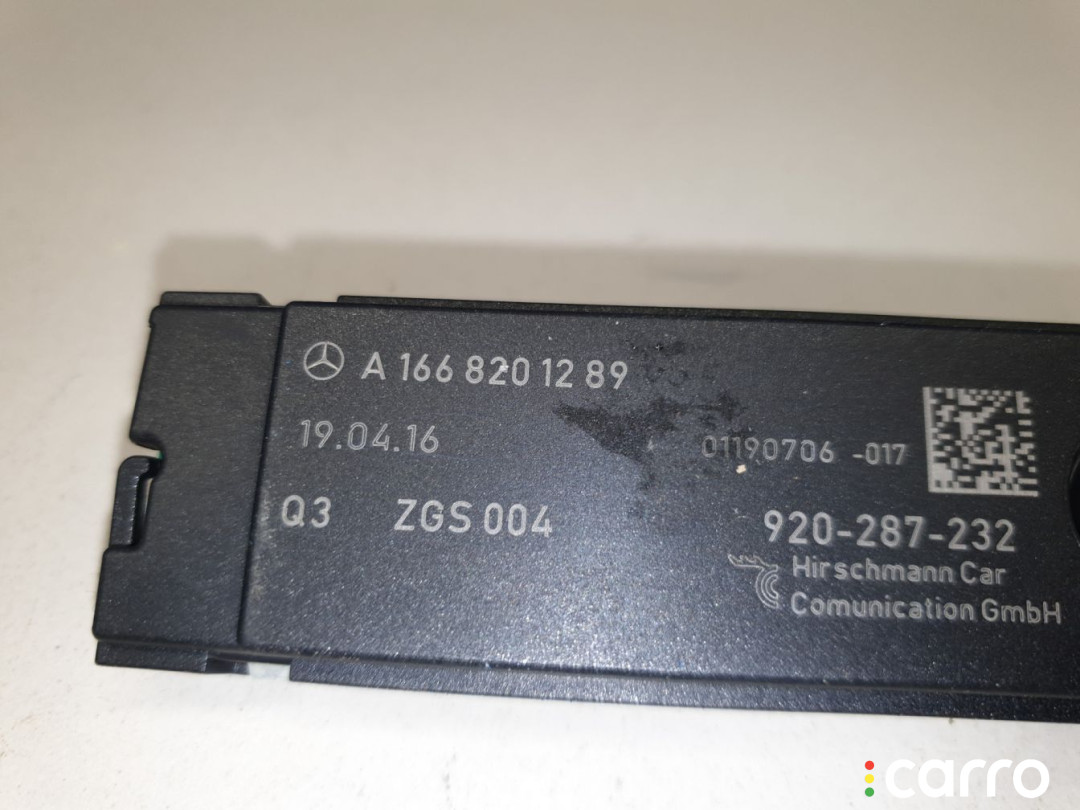 A 166 820 12 89
19.04.16
01190706 -017
Q3 ZGS 004
920-287-232
Hirschmann Car
Comunication GmbH
carro